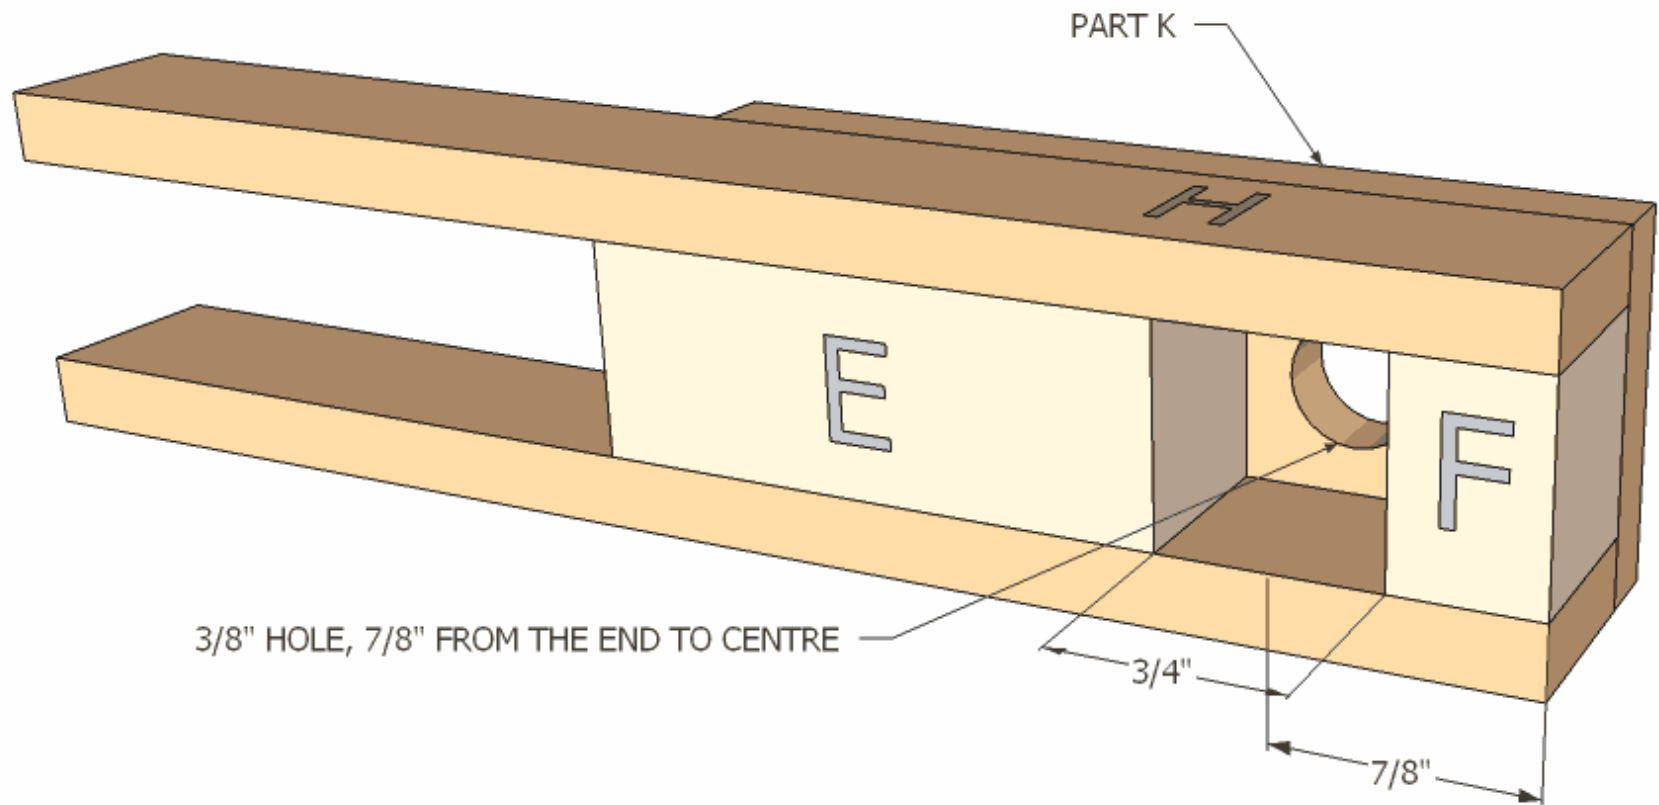 PART K
H
E
F
3/8" HOLE, 7/8" FROM THE END TO CENTRE
3/4"
7/8"